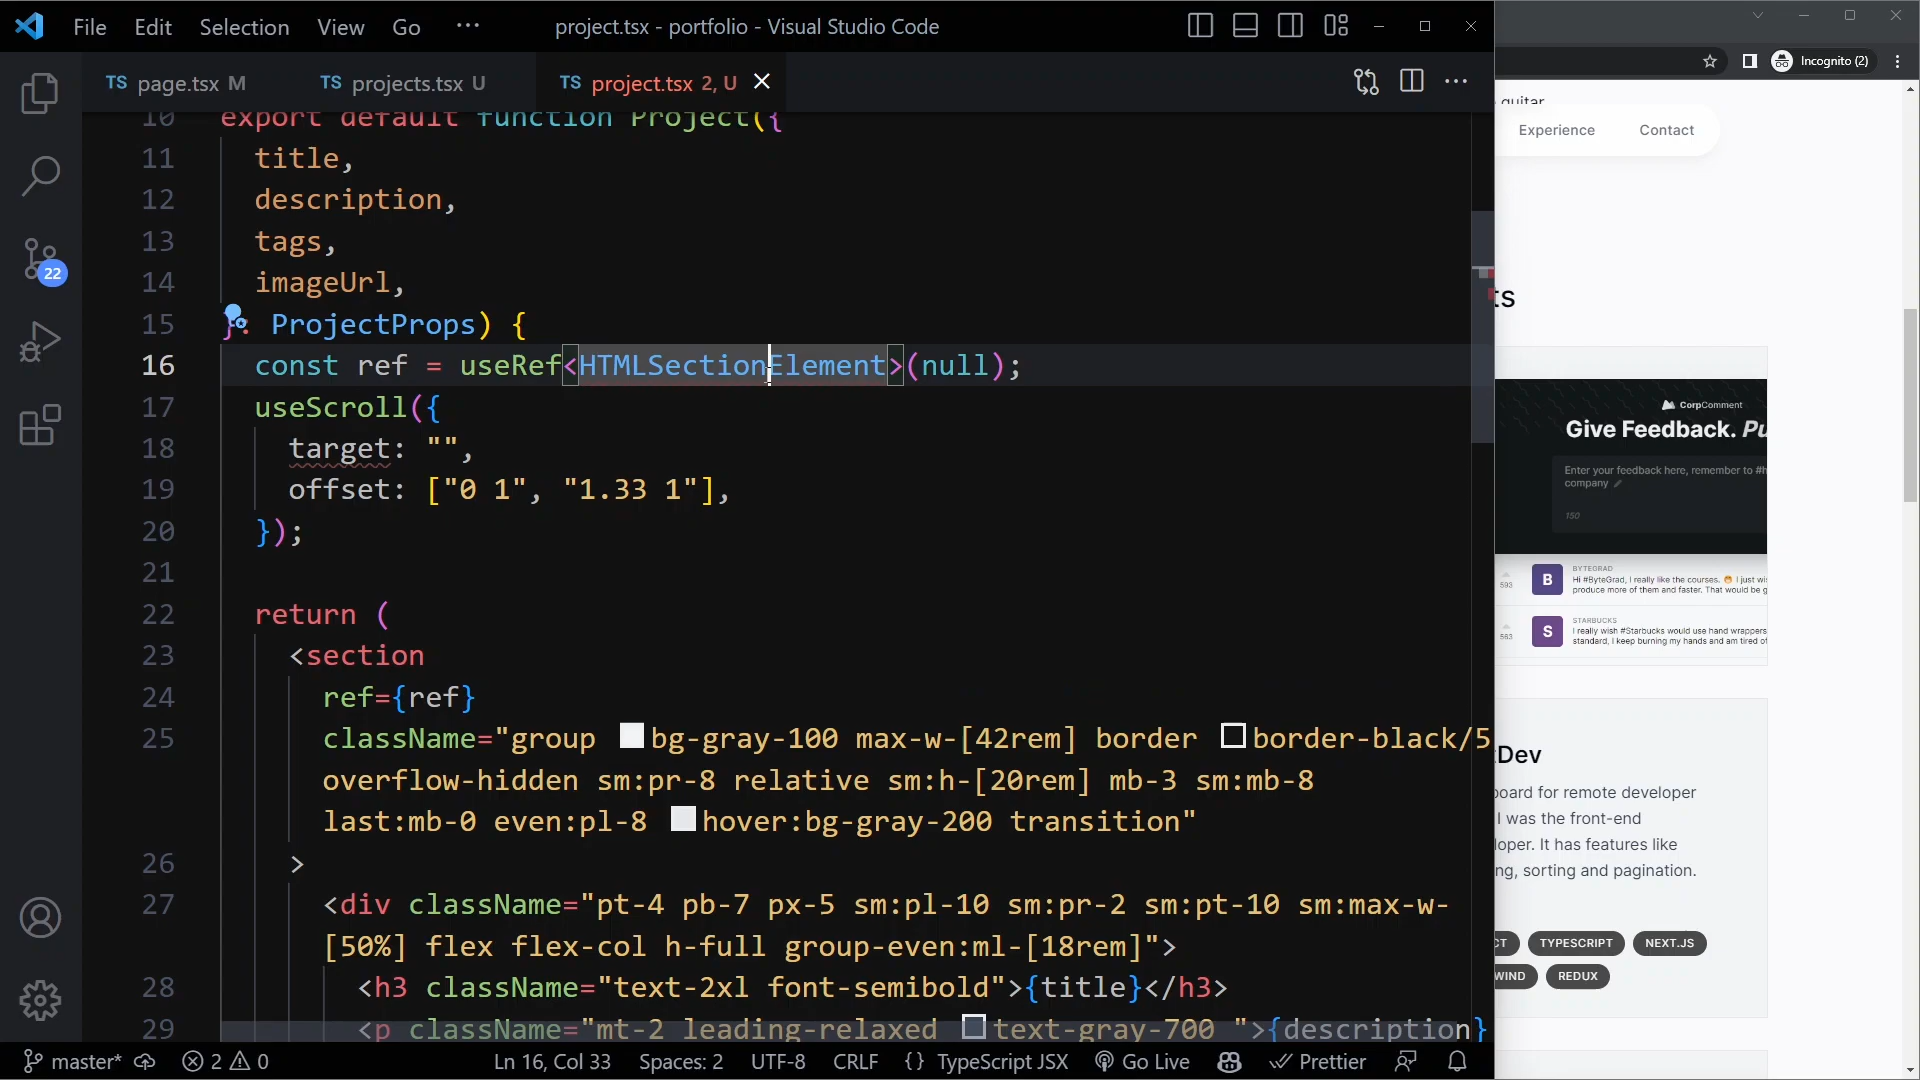 File Edit Selection View Go ··· project.tsx - portfolio - Visual Studio Code
Incognito (2)
TS page.tsx M TS projects.tsx U TS project.tsx 2, U
10 export default function Project({
11 title,
12 description,
13 tags,
14 imageUrl,
15 }: ProjectProps) {
16 const ref = useRef<HTMLSectionElement>(null);
17 useScroll({
18 target: "",
19 offset: ["0 1", "1.33 1"],
20 });
21
22 return (
23 <section
24 ref={ref}
25 className="group bg-gray-100 max-w-[42rem] border border-black/5
overflow-hidden sm:pr-8 relative sm:h-[20rem] mb-3 sm:mb-8
last:mb-0 even:pl-8 hover:bg-gray-200 transition"
26 >
27 <div className="pt-4 pb-7 px-5 sm:pl-10 sm:pr-2 sm:pt-10 sm:max-w-
[50%] flex flex-col h-full group-even:ml-[18rem]">
28 <h3 className="text-2xl font-semibold">{title}</h3>
29 <p className="mt-2 leading-relaxed text-gray-700 ">{description}
22
master* 2 0 Ln 16, Col 33 Spaces: 2 UTF-8 CRLF {} TypeScript JSX Go Live Prettier
guitar
Experience Contact
ts
CorpComment
Give Feedback. Pu
Enter your feedback here, remember to #h
company
150
593
B
BYTEGRAD
Hi #ByteGrad, I really like the courses. I just wi
produce more of them and faster. That would be g
563
S
STARBUCKS
I really wish #Starbucks would use hand wrappers
standard, I keep burning my hands and am tired of
tDev
board for remote developer
I was the front-end
loper. It has features like
ng, sorting and pagination.
CT TYPESCRIPT NEXT.JS
WIND REDUX